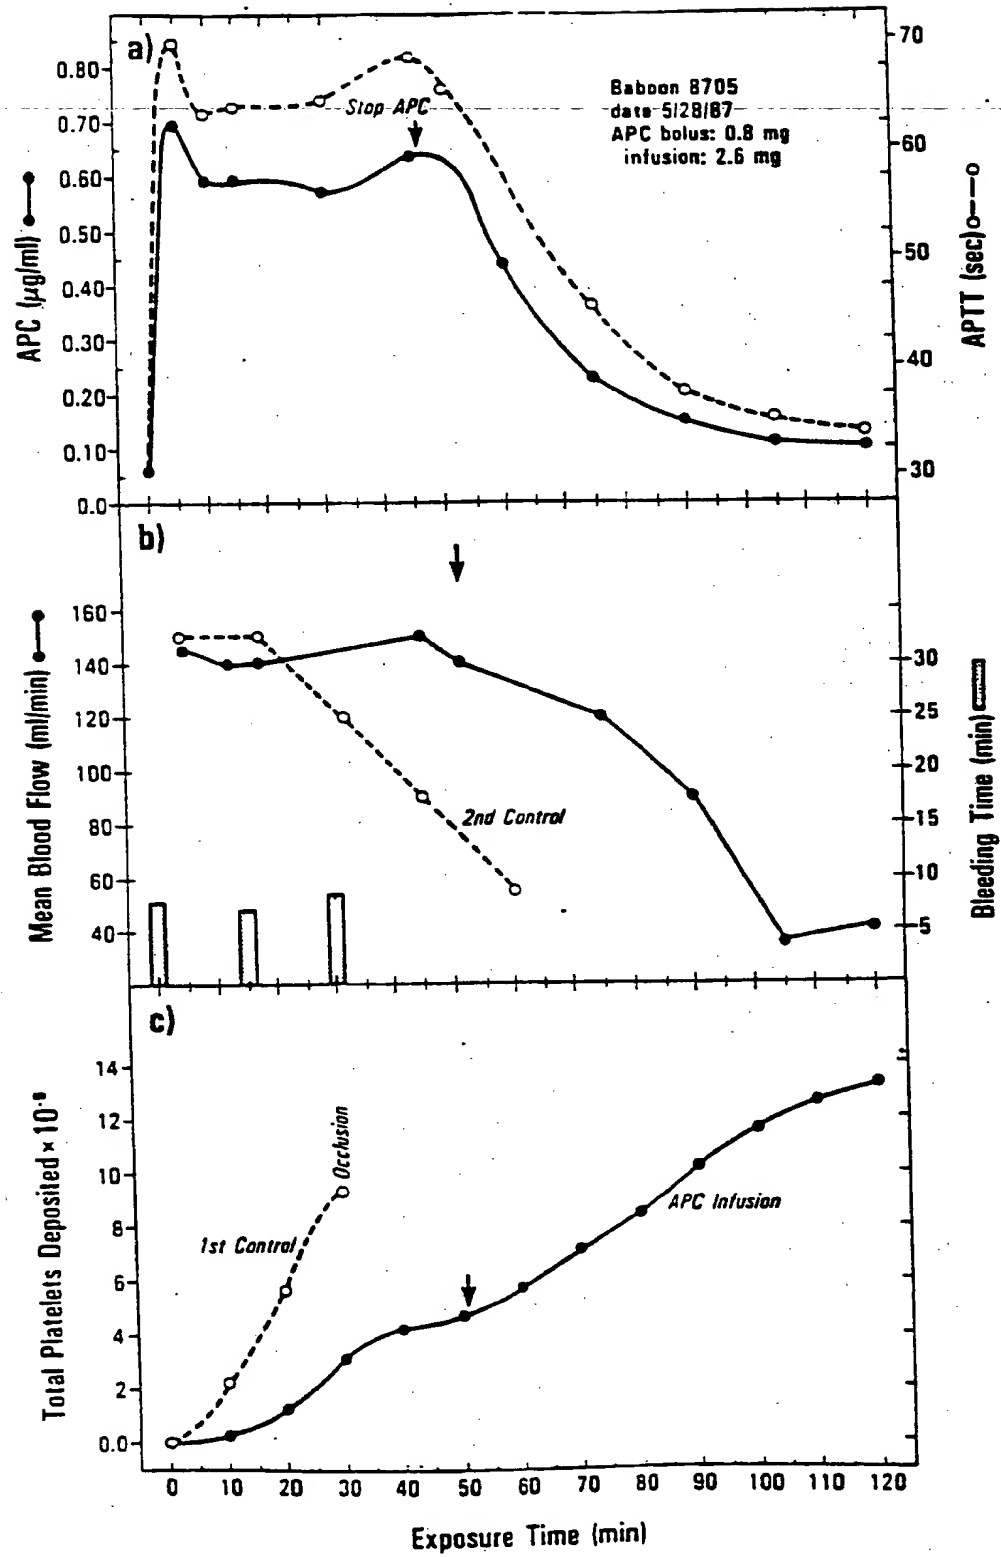 a)
0.80
0.70
0.60
0.50
0.40
0.30
0.20
0.10
0.0
APC (µg/ml)
70
60
50
40
30
APTT (sec)
Stop APC
Baboon 8705
date 5/28/87
APC bolus: 0.8 mg
infusion: 2.6 mg
b)
160
140
120
100
80
60
40
Mean Blood Flow (ml/min)
30
25
20
15
10
5
Bleeding Time (min)
2nd Control
c)
14
12
10
8
6
4
2
0.0
Total Platelets Deposited ×
1st Control
Occlusion
APC Infusion
0 10 20 30 40 50 60 70 80 90 100 110 120
Exposure Time (min)